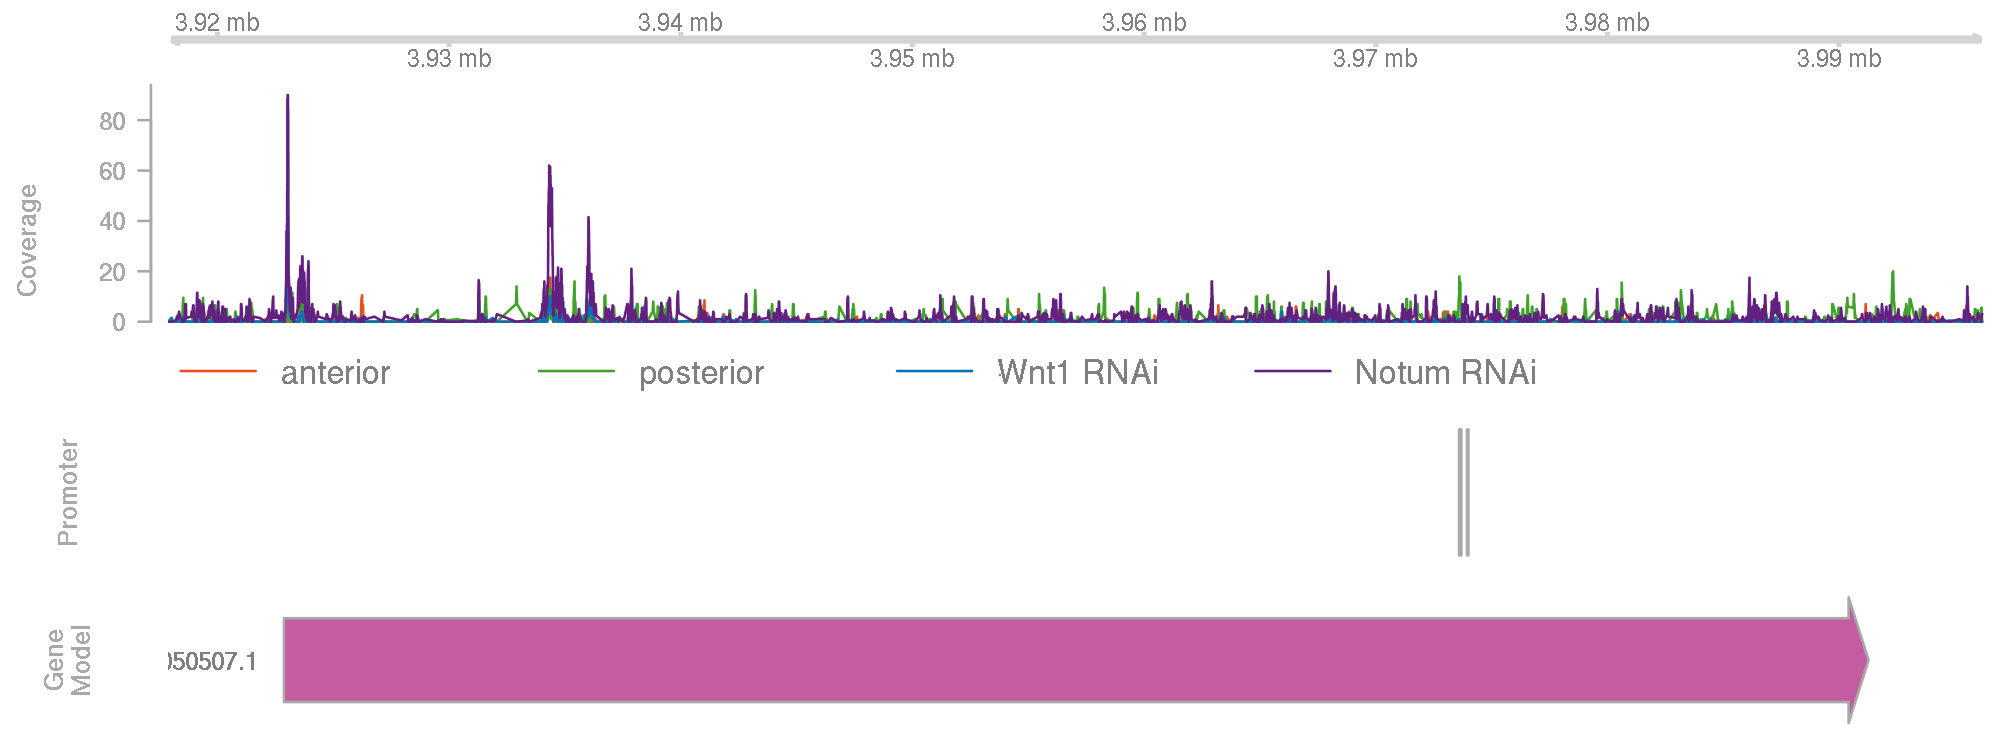 3.92 mb 3.94 mb 3.96 mb 3.98 mb
3.93 mb 3.95 mb 3.97 mb 3.99 mb
Coverage
80
60
40
20
0
anterior posterior Wnt1 RNAi Notum RNAi
Promoter
Gene
Model
050507.1